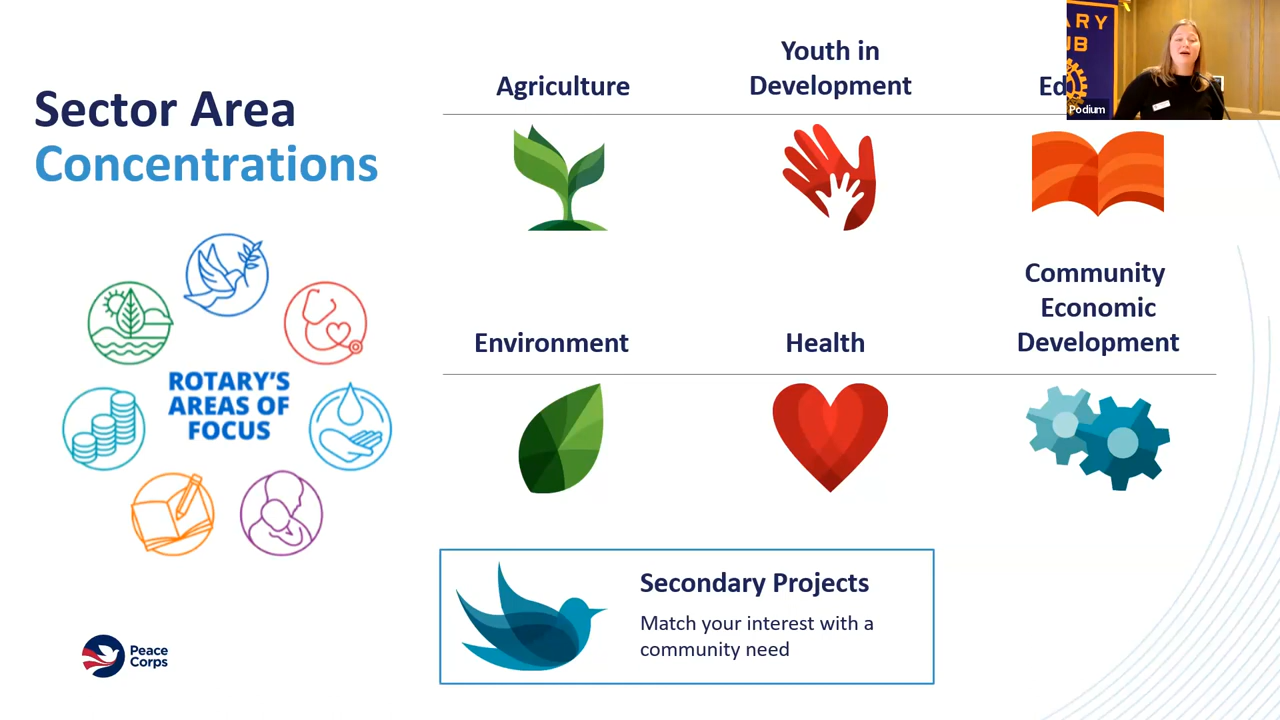 Sector Area
Concentrations
ROTARY'S
AREAS OF
FOCUS
Peace
Corps
Agriculture
Youth in
Development
Environment
Health
Community
Economic
Development
Secondary Projects
Match your interest with a
community need
Podium